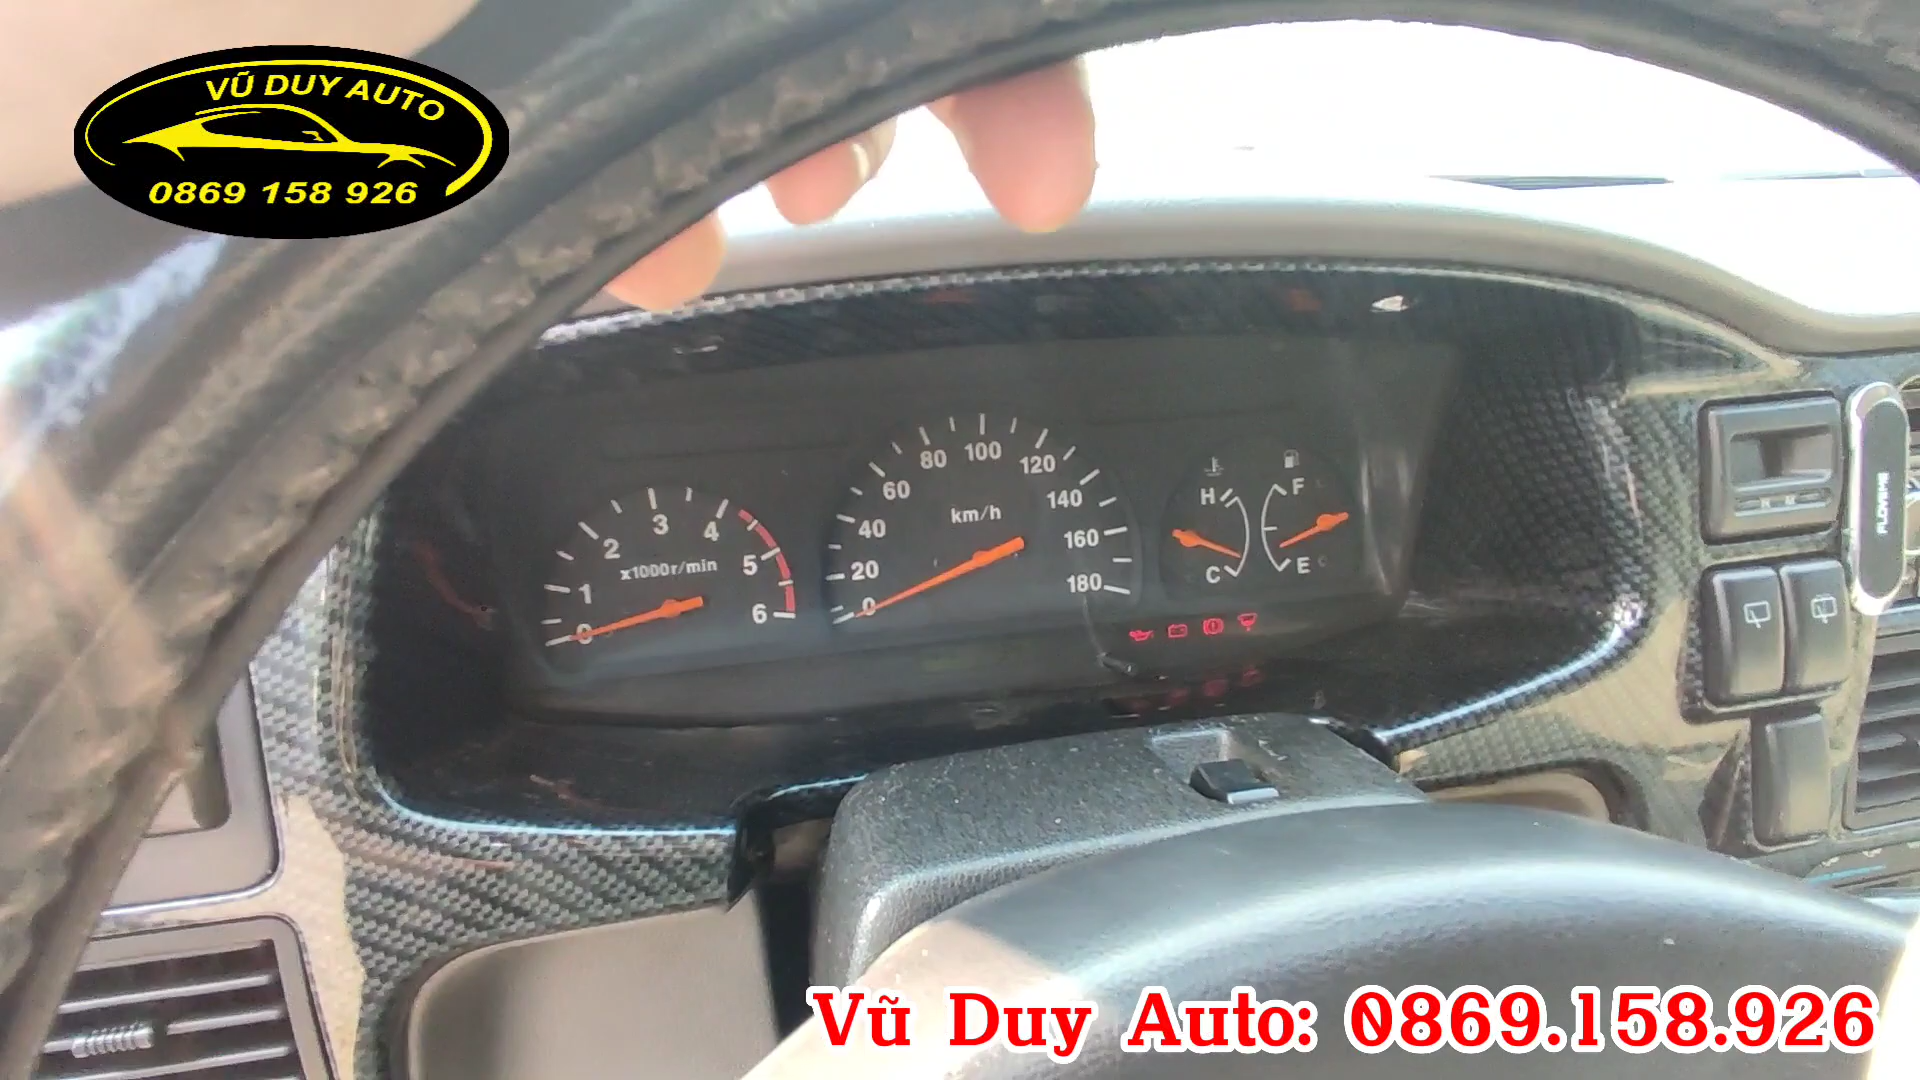 VŨ DUY AUTO
0869 158 926
80 100 120
60 140
40 km/h 160
20 180
0
3
2 4
1 x1000r/min 5
0 6
H F
C E
FLOVEME
Vũ Duy Auto: 0869.158.926